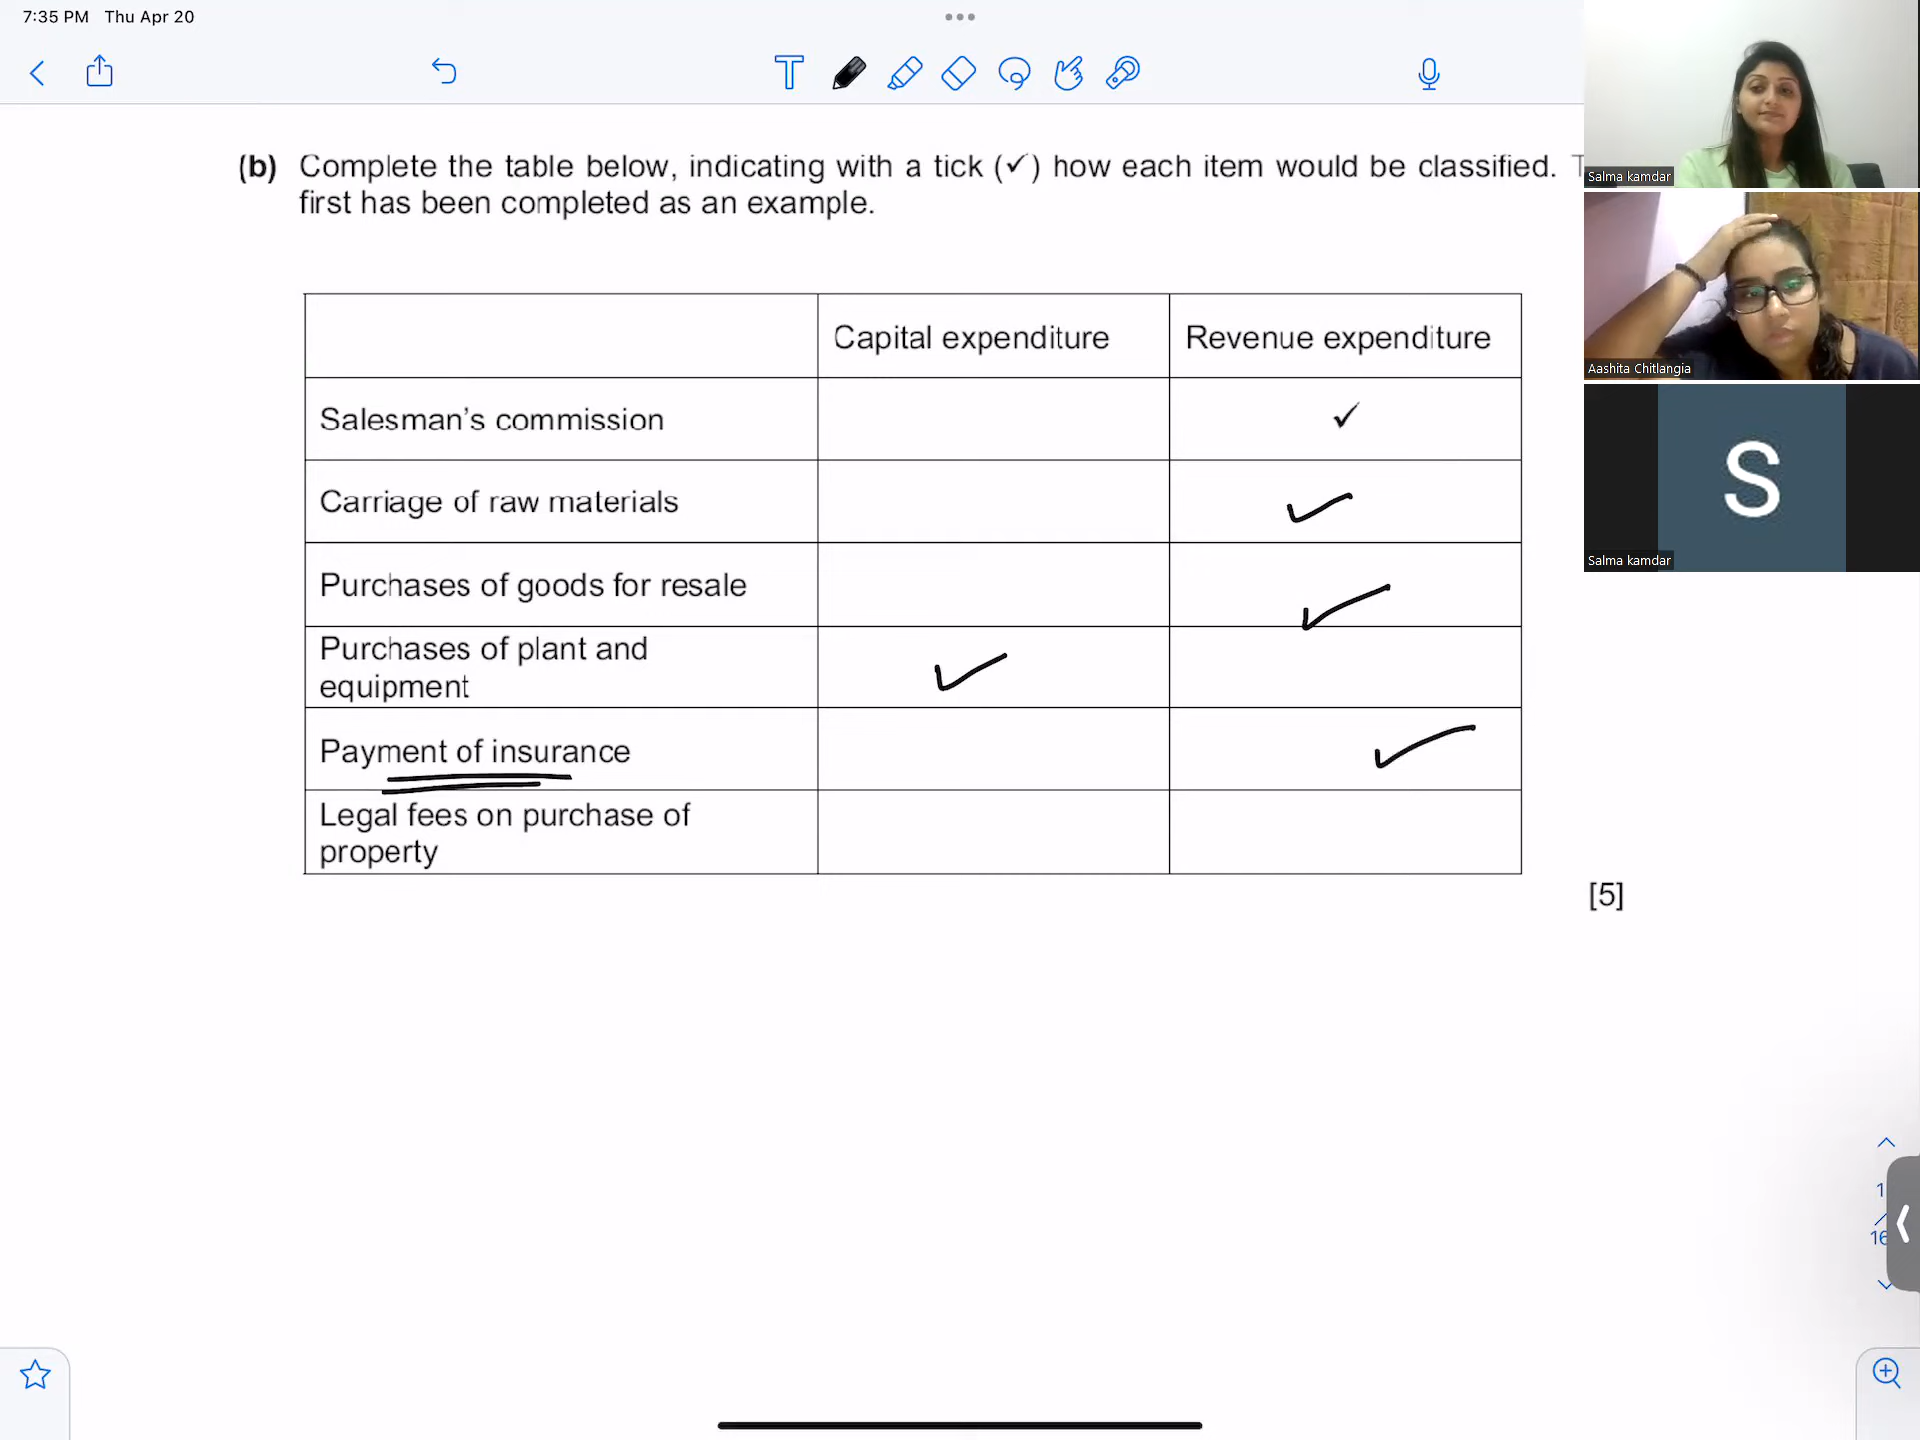 7:35 PM Thu Apr 20
(b) Complete the table below, indicating with a tick (✓) how each item would be classified. T
first has been completed as an example.
Capital expenditure
Revenue expenditure
Salesman's commission
✓
Carriage of raw materials
✓
Purchases of goods for resale
✓
Purchases of plant and
equipment
✓
Payment of insurance
✓
Legal fees on purchase of
property
[5]
Salma kamdar
Aashita Chitlangia
S
Salma kamdar
1
/
16